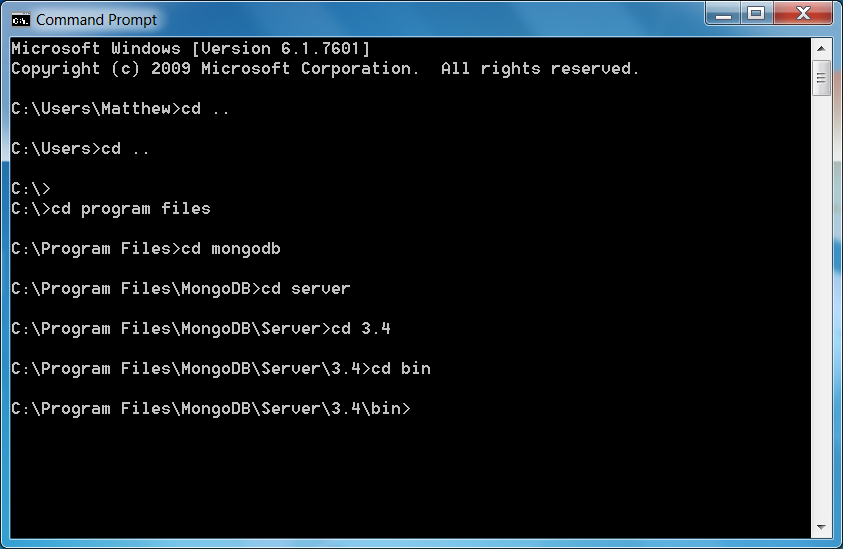 Command Prompt
Microsoft Windows [Version 6.1.7601]
Copyright (c) 2009 Microsoft Corporation.  All rights reserved.
C:\Users\Matthew>cd ..
C:\Users>cd ..
C:\>
C:\>cd program files
C:\Program Files>cd mongodb
C:\Program Files\MongoDB>cd server
C:\Program Files\MongoDB\Server>cd 3.4
C:\Program Files\MongoDB\Server\3.4>cd bin
C:\Program Files\MongoDB\Server\3.4\bin>